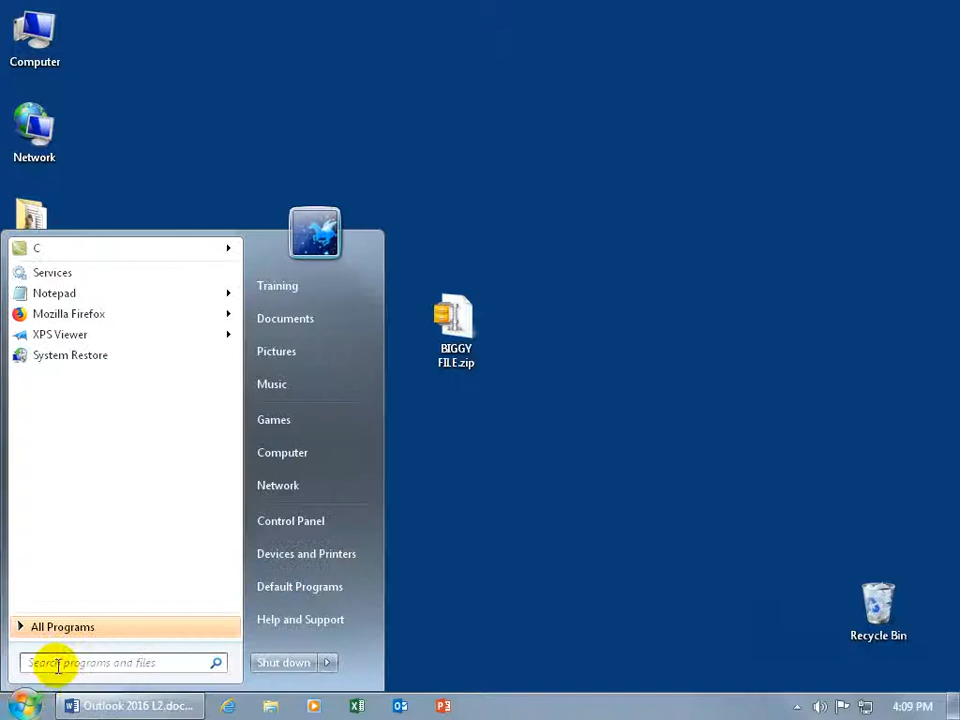 Computer
Network
C
Services
Notepad
Mozilla Firefox
XPS Viewer
System Restore
All Programs
Search programs and files
Training
Documents
Pictures
Music
Games
Computer
Network
Control Panel
Devices and Printers
Default Programs
Help and Support
Shut down
BIGGY
FILE.zip
Recycle Bin
Outlook 2016 L2.doc...
4:09 PM